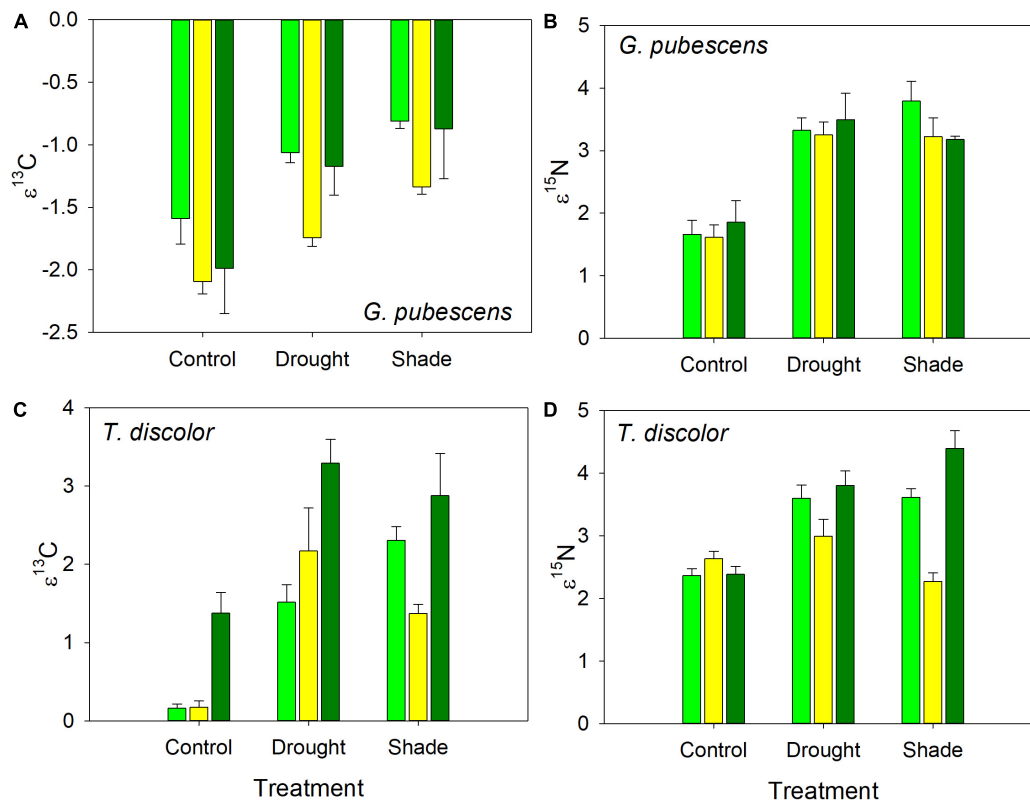 A
0.0
-0.5
-1.0
-1.5
-2.0
-2.5
ε13C
G. pubescens
Control Drought Shade
B
5
4
3
2
1
0
ε15N
G. pubescens
Control Drought Shade
C
4
3
2
1
0
ε13C
T. discolor
Control Drought Shade
Treatment
D
5
4
3
2
1
0
ε15N
T. discolor
Control Drought Shade
Treatment